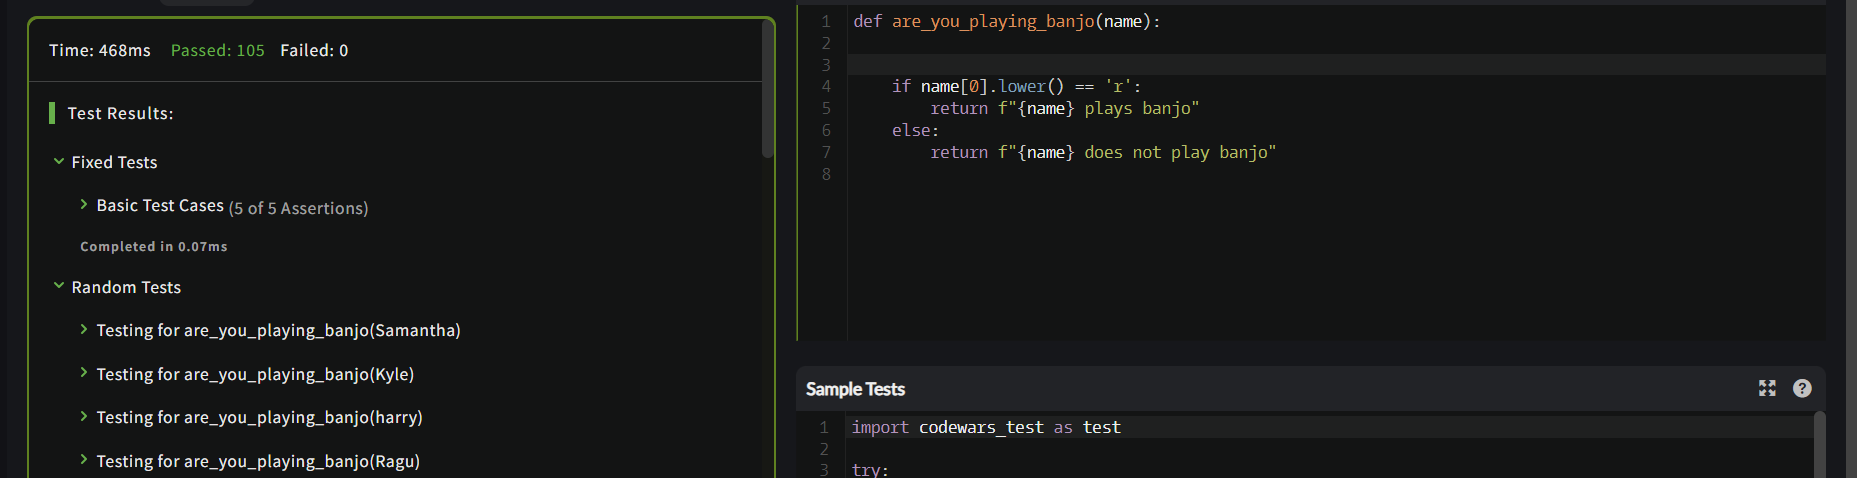 Time: 468ms Passed: 105 Failed: 0
Test Results:
Fixed Tests
Basic Test Cases (5 of 5 Assertions)
Completed in 0.07ms
Random Tests
Testing for are_you_playing_banjo(Samantha)
Testing for are_you_playing_banjo(Kyle)
Testing for are_you_playing_banjo(harry)
Testing for are_you_playing_banjo(Ragu)
1 def are_you_playing_banjo(name):
2
3
4     if name[0].lower() == 'r':
5         return f"{name} plays banjo"
6     else:
7         return f"{name} does not play banjo"
8
Sample Tests ?
1 import codewars_test as test
2
3 try: